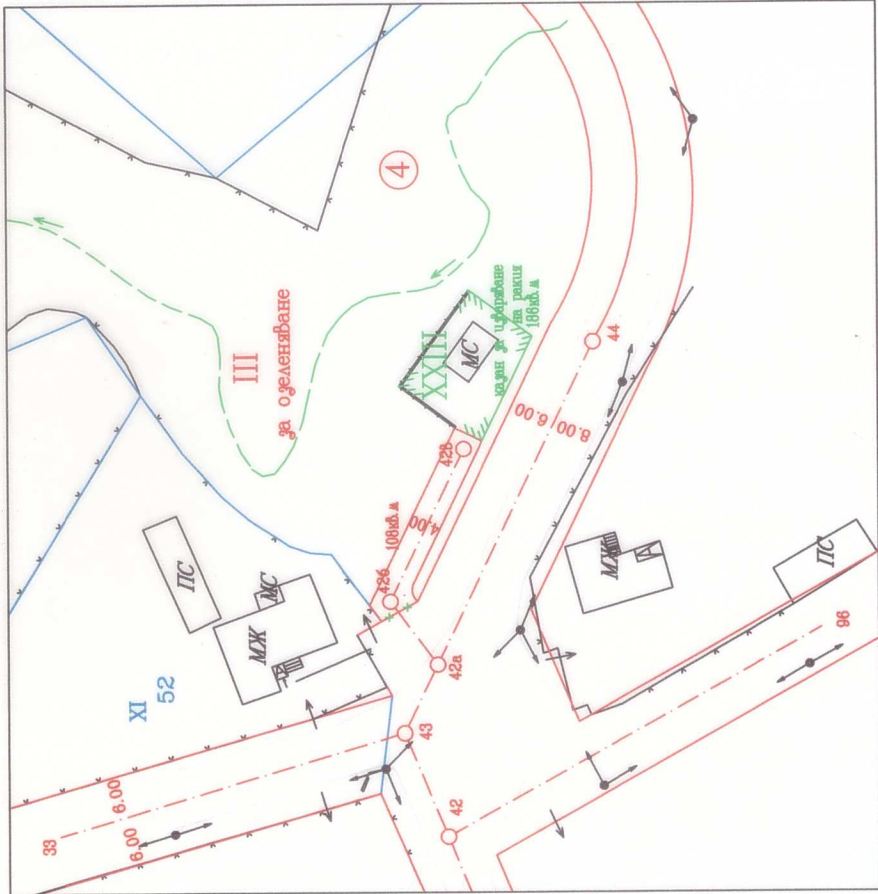 4
III
за озеленяване
XXIII
МС
казан за изваряване
на ракия
186кв.м
44
8.00
6.00
42в
108кв.м
4.00
42б
ПС
МС
МЖ
XI
52
42а
43
42
33
6.00
6.00
МЖ
ПС
96